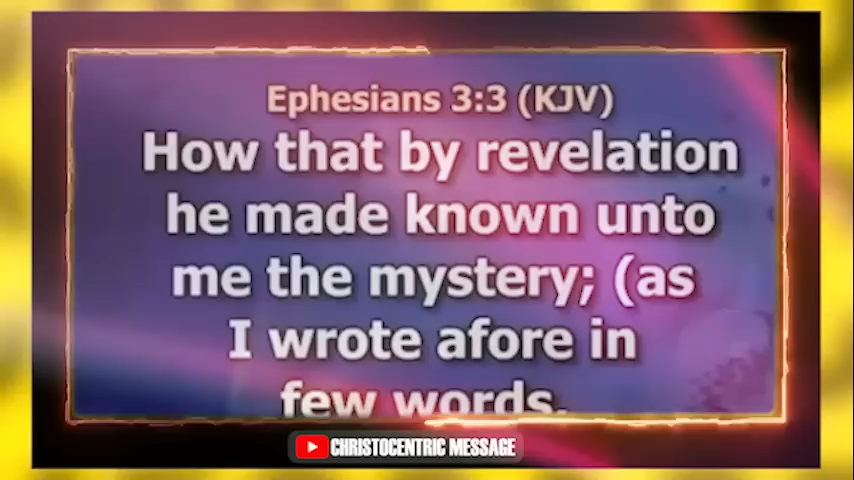 Ephesians 3:3 (KJV)
How that by revelation
he made known unto
me the mystery; (as
I wrote afore in
few words,
CHRISTOCENTRIC MESSAGE